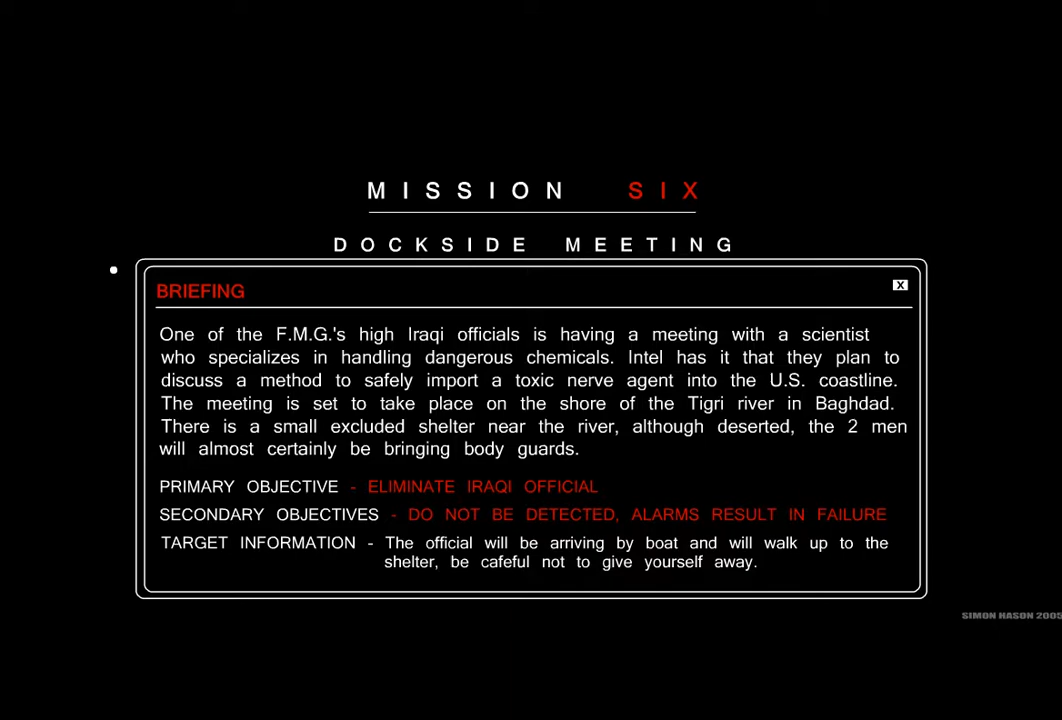 MISSION SIX
DOCKSIDE MEETING
BRIEFING
X
One of the F.M.G.'s high Iraqi officials is having a meeting with a scientist
who specializes in handling dangerous chemicals. Intel has it that they plan to
discuss a method to safely import a toxic nerve agent into the U.S. coastline.
The meeting is set to take place on the shore of the Tigri river in Baghdad.
There is a small excluded shelter near the river, although deserted, the 2 men
will almost certainly be bringing body guards.
PRIMARY OBJECTIVE - ELIMINATE IRAQI OFFICIAL
SECONDARY OBJECTIVES - DO NOT BE DETECTED, ALARMS RESULT IN FAILURE
TARGET INFORMATION - The official will be arriving by boat and will walk up to the
shelter, be cafeful not to give yourself away.
SIMON HASON 2005